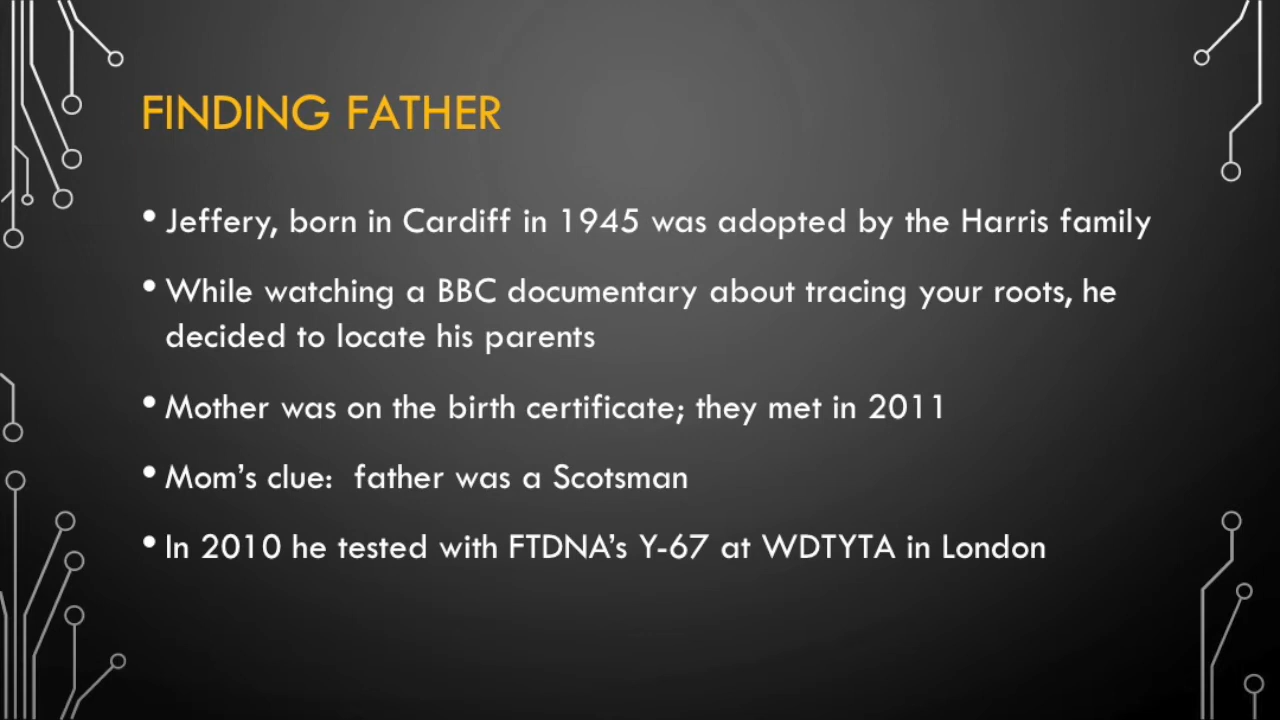 FINDING FATHER
• Jeffery, born in Cardiff in 1945 was adopted by the Harris family
• While watching a BBC documentary about tracing your roots, he
decided to locate his parents
• Mother was on the birth certificate; they met in 2011
• Mom’s clue:  father was a Scotsman
• In 2010 he tested with FTDNA’s Y-67 at WDTYTA in London